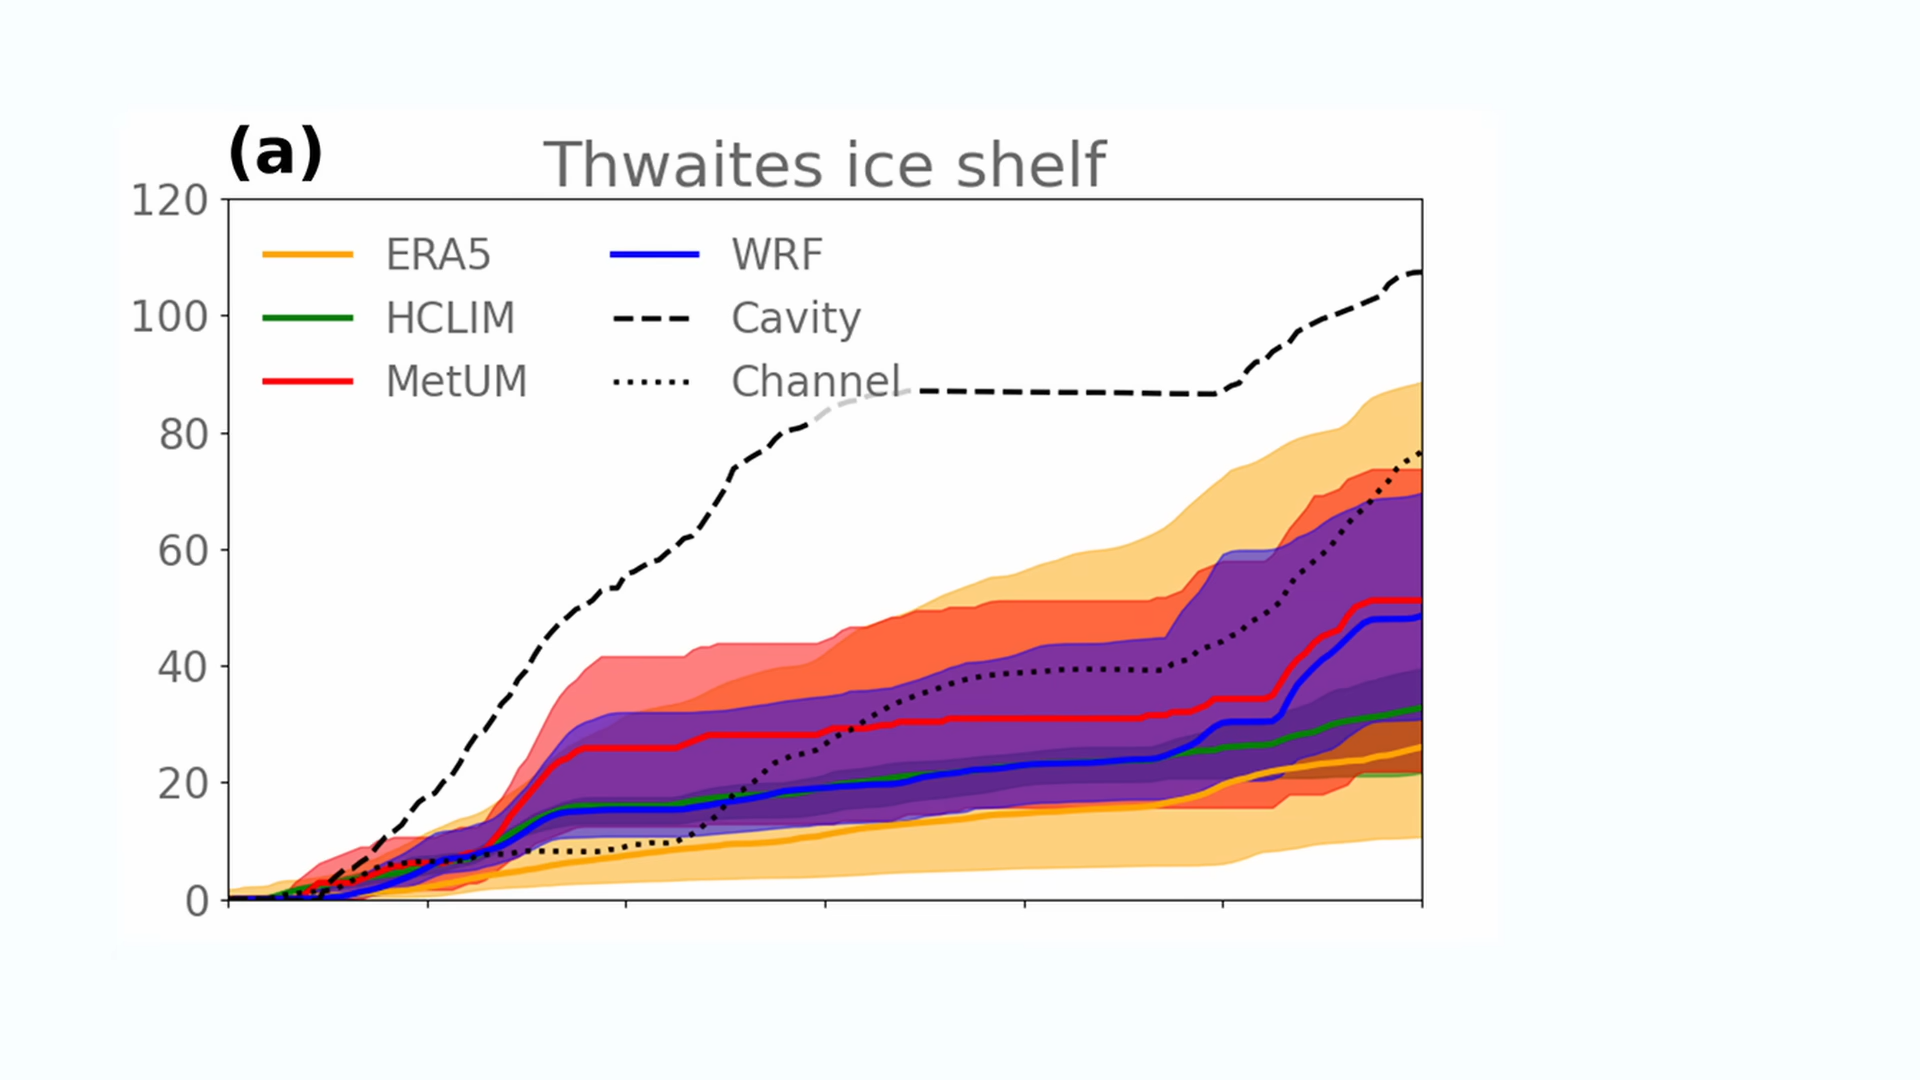 (a)
Thwaites ice shelf
120
100
80
60
40
20
0
ERA5
HCLIM
MetUM
WRF
Cavity
Channel